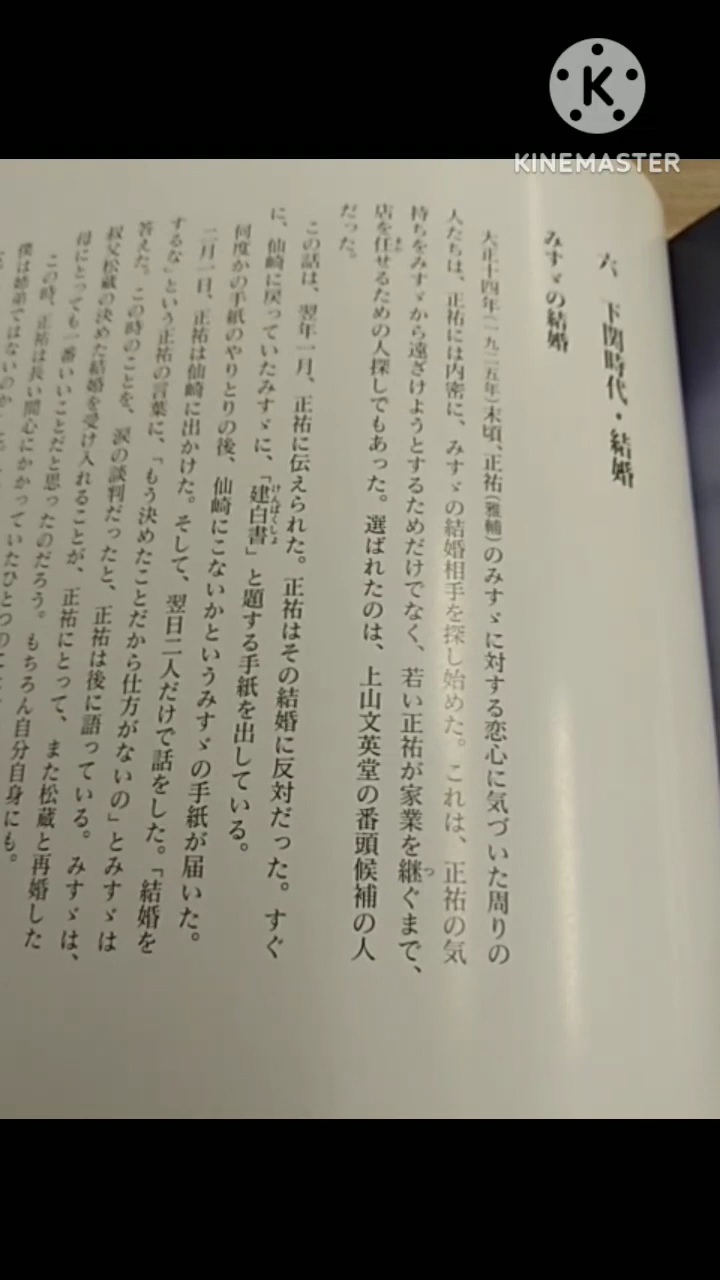 K
KINEMASTER
六 下関時代・結婚
みすゞの結婚
大正十四年(一九二五年)末頃、正祐(雅輔)のみすゞに対する恋心に気づいた周りの
人たちは、正祐には内密に、みすゞの結婚相手を探し始めた。これは、正祐の気
持ちをみすゞから遠ざけようとするためだけでなく、若い正祐が家業を継ぐまで、
店を任せるための人探しでもあった。選ばれたのは、上山文英堂の番頭候補の人
だった。
この話は、翌年一月、正祐に伝えられた。正祐はその結婚に反対だった。すぐ
に、仙崎に戻っていたみすゞに、「建白書」と題する手紙を出している。
何度かの手紙のやりとりの後、仙崎にこないかというみすゞの手紙が届いた。
二月一日、正祐は仙崎に出かけた。そして、翌日二人だけで話をした。「結婚を
するな」という正祐の言葉に、「もう決めたことだから仕方がないの」とみすゞは
答えた。この時のことを、涙の談判だったと、正祐は後に語っている。みすゞは、
叔父松蔵の決めた結婚を受け入れることが、正祐にとって、また松蔵と再婚した
母にとっても一番いいことだと思ったのだろう。もちろん自分自身にも。
この時、正祐は長い間心にかかっていたひとつの
僕は姉弟ではないのか